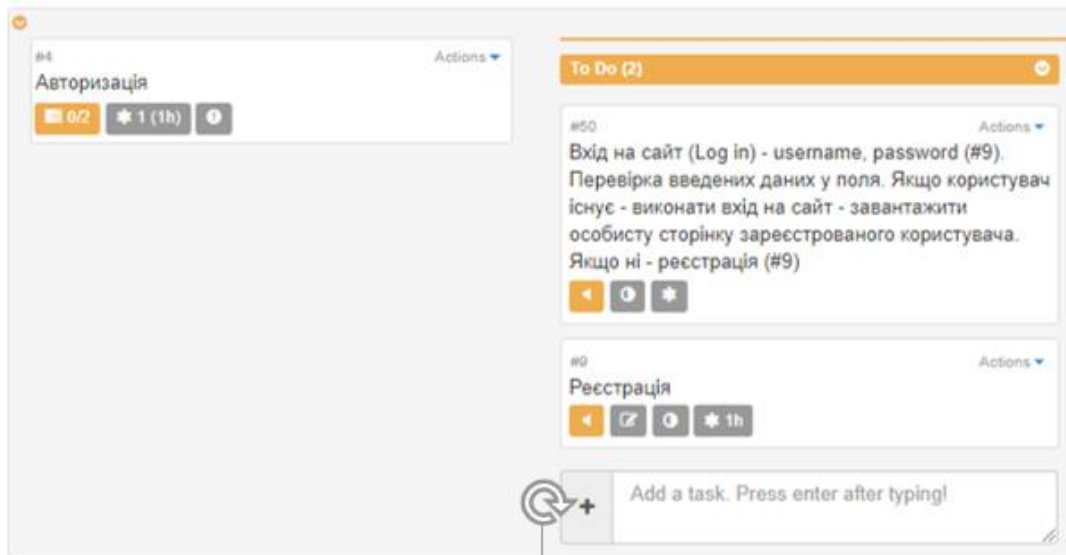 #4 Actions
Авторизація
0/2 1 (1h)
To Do (2)
#50 Actions
Вхід на сайт (Log in) - username, password (#9).
Перевірка введених даних у поля. Якщо користувач
існує - виконати вхід на сайт - завантажити
особисту сторінку зареєстрованого користувача.
Якщо ні - реєстрація (#9)
#9 Actions
Реєстрація
1h
+ Add a task. Press enter after typing!